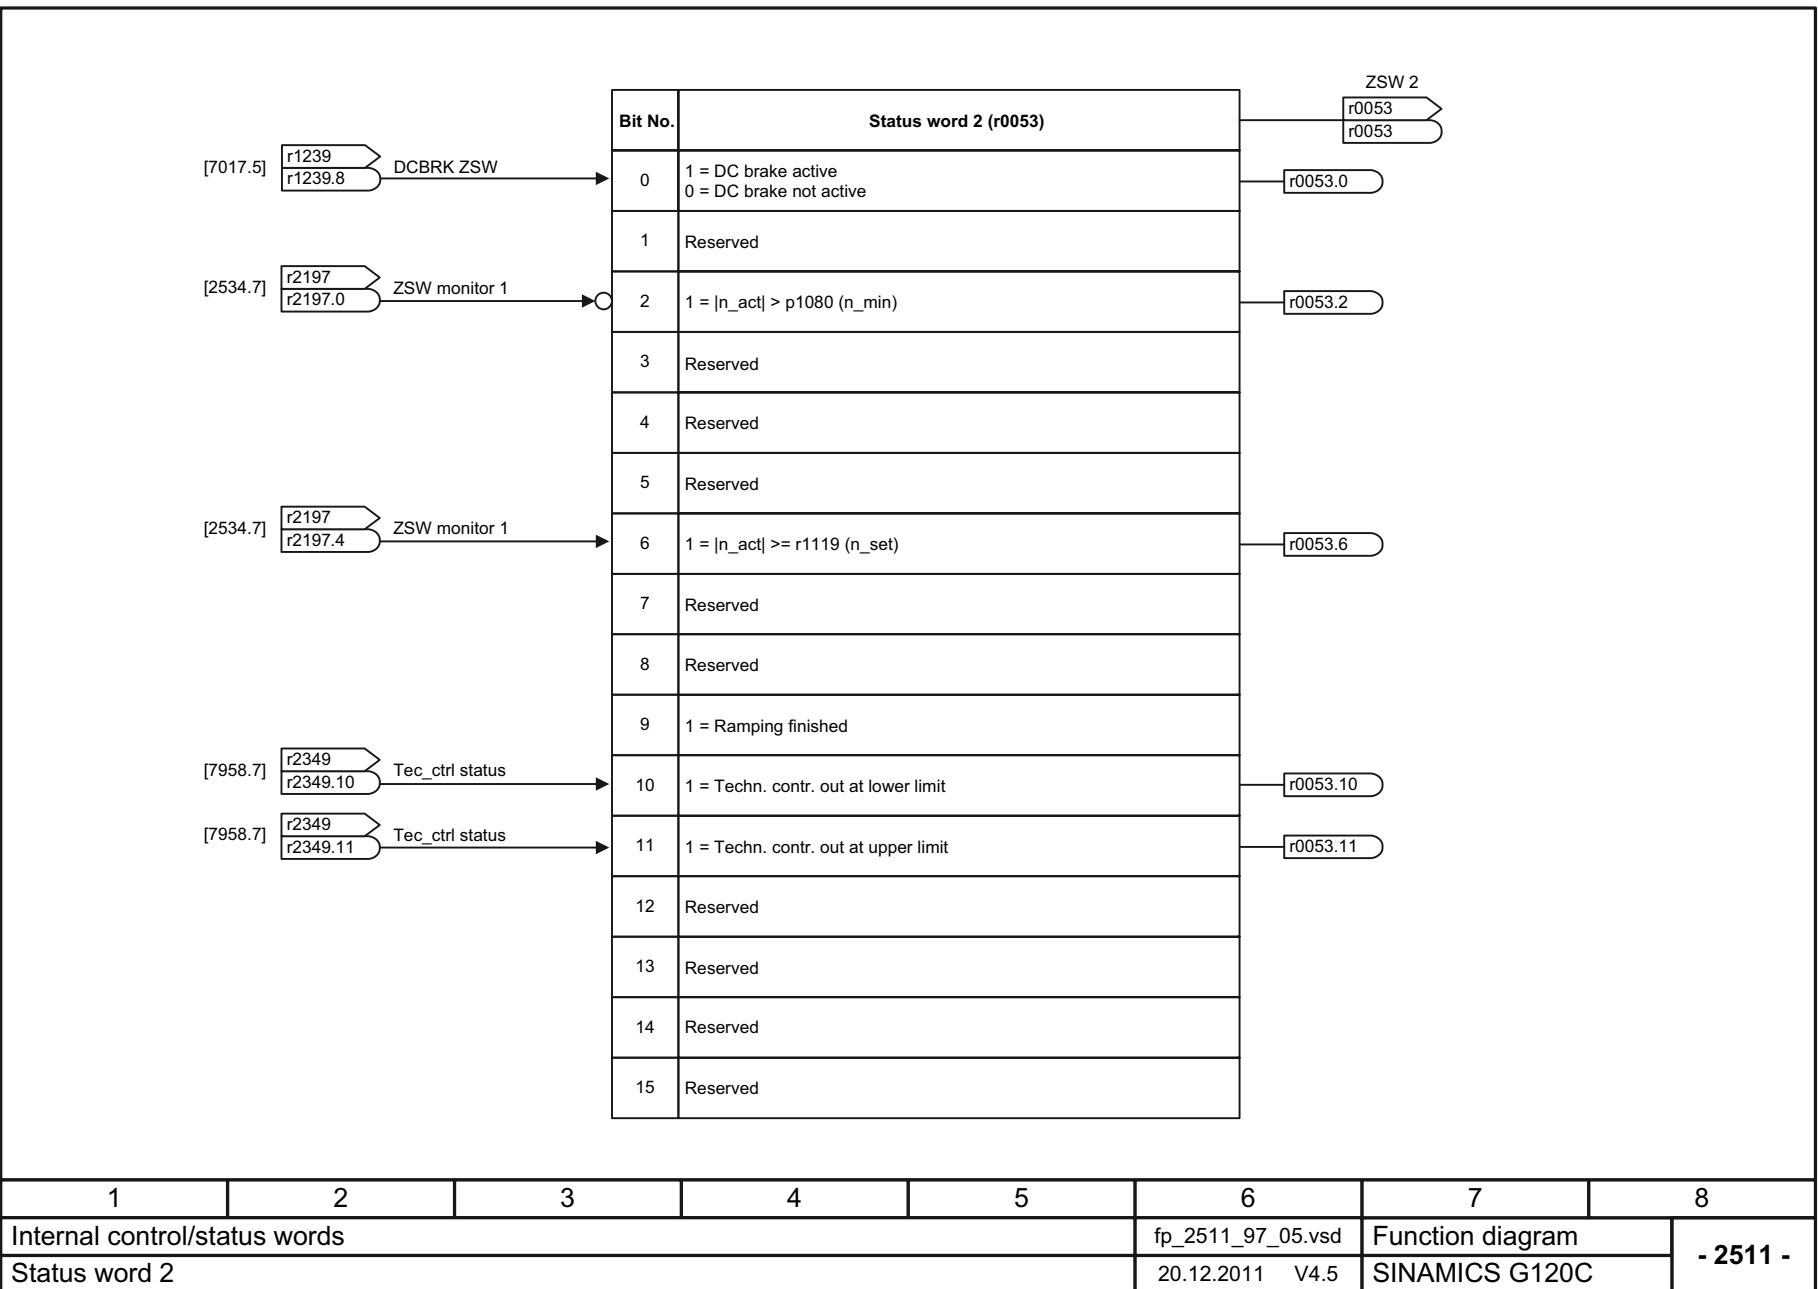 ZSW 2
r0053
r0053
Bit No.
Status word 2 (r0053)
[7017.5]
r1239
r1239.8
DCBRK ZSW
0
1 = DC brake active
0 = DC brake not active
r0053.0
1
Reserved
[2534.7]
r2197
r2197.0
ZSW monitor 1
2
1 = |n_act| > p1080 (n_min)
r0053.2
3
Reserved
4
Reserved
5
Reserved
[2534.7]
r2197
r2197.4
ZSW monitor 1
6
1 = |n_act| >= r1119 (n_set)
r0053.6
7
Reserved
8
Reserved
9
1 = Ramping finished
[7958.7]
r2349
r2349.10
Tec_ctrl status
10
1 = Techn. contr. out at lower limit
r0053.10
[7958.7]
r2349
r2349.11
Tec_ctrl status
11
1 = Techn. contr. out at upper limit
r0053.11
12
Reserved
13
Reserved
14
Reserved
15
Reserved
1 2 3 4 5 6 7 8
Internal control/status words
fp_2511_97_05.vsd
Function diagram
- 2511 -
Status word 2
20.12.2011 V4.5
SINAMICS G120C